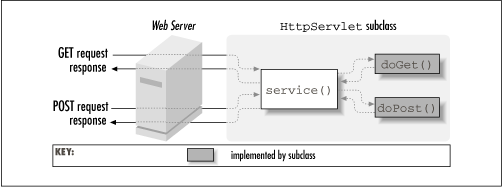 Web Server
HttpServlet subclass
GET request
response
service()
doGet()
POST request
response
doPost()
KEY:
implemented by subclass